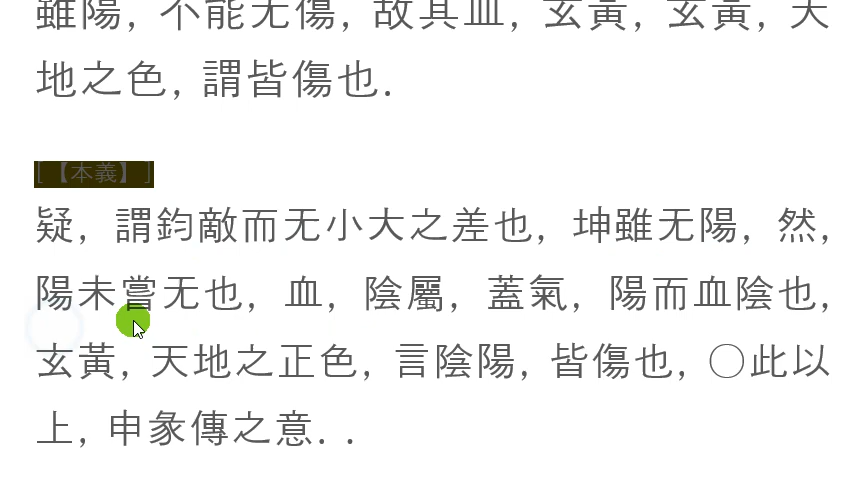 雖陽, 不能无傷, 故其血, 玄黃, 玄黃, 天
地之色, 謂皆傷也.
[【本義】]
疑, 謂鈞敵而无小大之差也, 坤雖无陽, 然,
陽未嘗无也, 血, 陰屬, 蓋氣, 陽而血陰也,
玄黃, 天地之正色, 言陰陽, 皆傷也, ○此以
上, 申彖傳之意. .